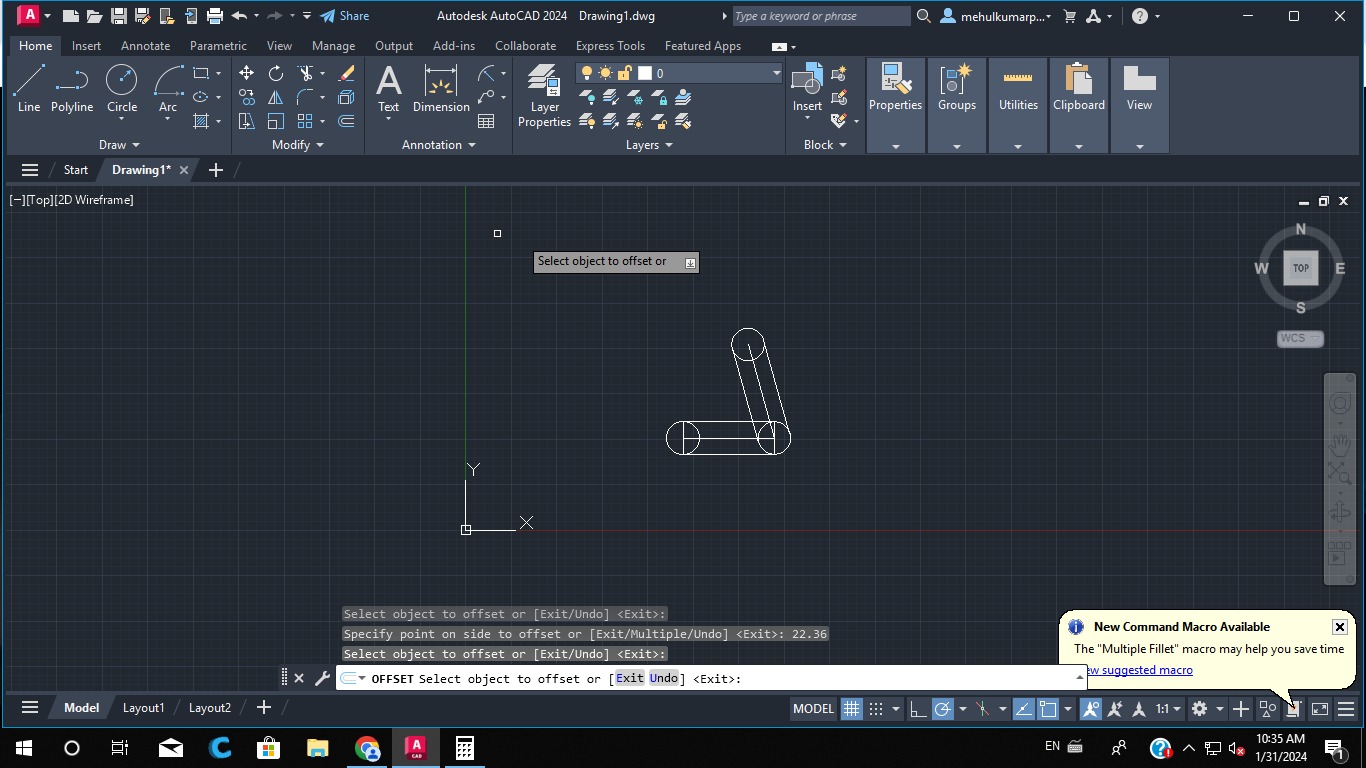 A Share Autodesk AutoCAD 2024 Drawing1.dwg Type a keyword or phrase mehulkumarp... ?
Home Insert Annotate Parametric View Manage Output Add-ins Collaborate Express Tools Featured Apps
Line Polyline Circle Arc
A Text Dimension
Layer Properties
0
Insert
Properties Groups Utilities Clipboard View
Draw Modify Annotation Layers Block
Start Drawing1* +
[−][Top][2D Wireframe]
N
W TOP E
S
WCS
Select object to offset or
Y
X
Select object to offset or [Exit/Undo] <Exit>:
Specify point on side to offset or [Exit/Multiple/Undo] <Exit>: 22.36
Select object to offset or [Exit/Undo] <Exit>:
OFFSET Select object to offset or [Exit Undo] <Exit>:
New Command Macro Available
The "Multiple Fillet" macro may help you save time
ew suggested macro
Model Layout1 Layout2 +
MODEL 1:1
A CAD
EN
10:35 AM
1/31/2024
1